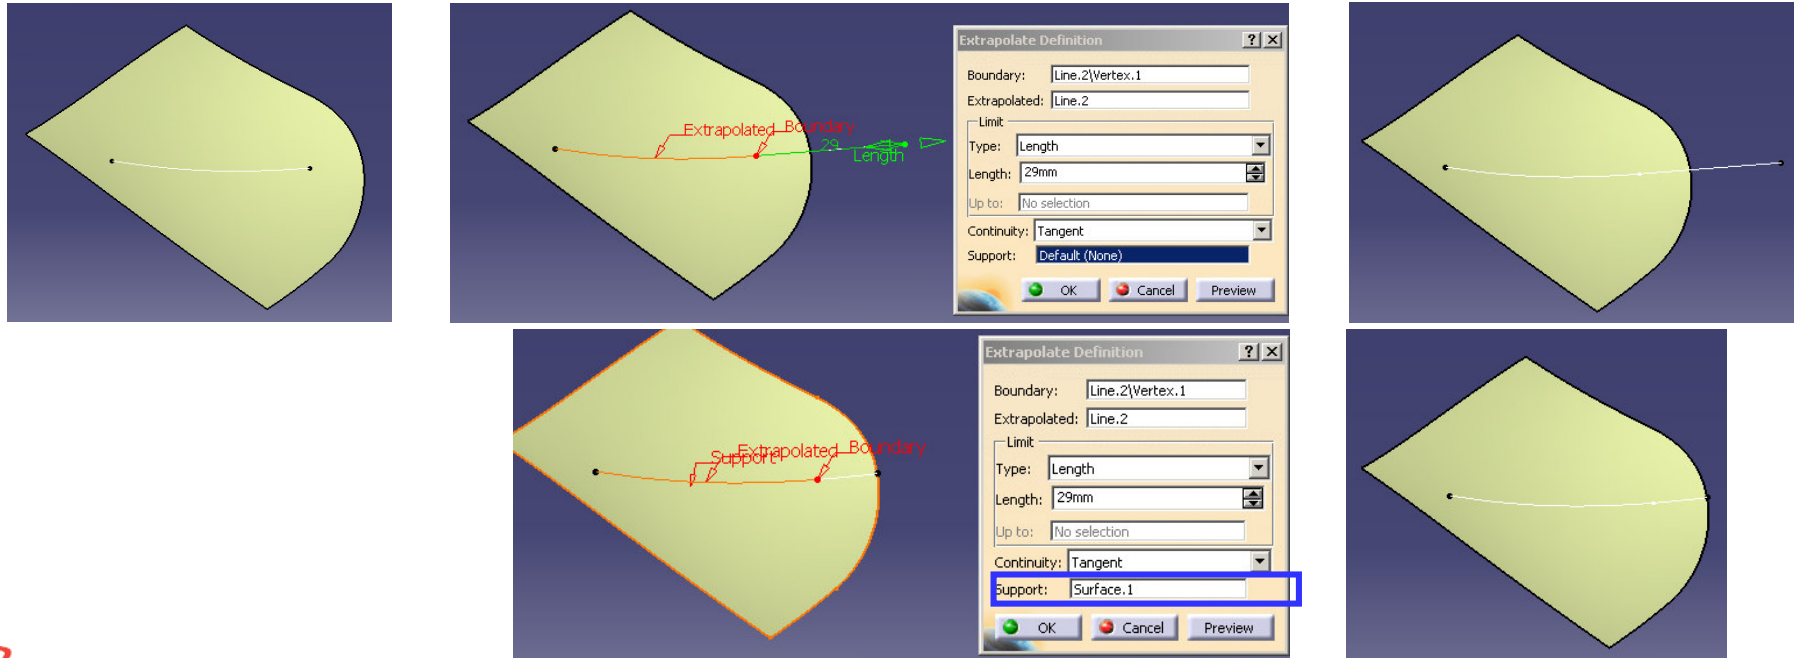 Extrapolated
Boundary
29
Length
Extrapolate Definition
Boundary: Line.2\Vertex.1
Extrapolated: Line.2
Limit
Type: Length
Length: 29mm
Up to: No selection
Continuity: Tangent
Support: Default (None)
OK Cancel Preview
Support
Extrapolated
Boundary
Extrapolate Definition
Boundary: Line.2\Vertex.1
Extrapolated: Line.2
Limit
Type: Length
Length: 29mm
Up to: No selection
Continuity: Tangent
Support: Surface.1
OK Cancel Preview